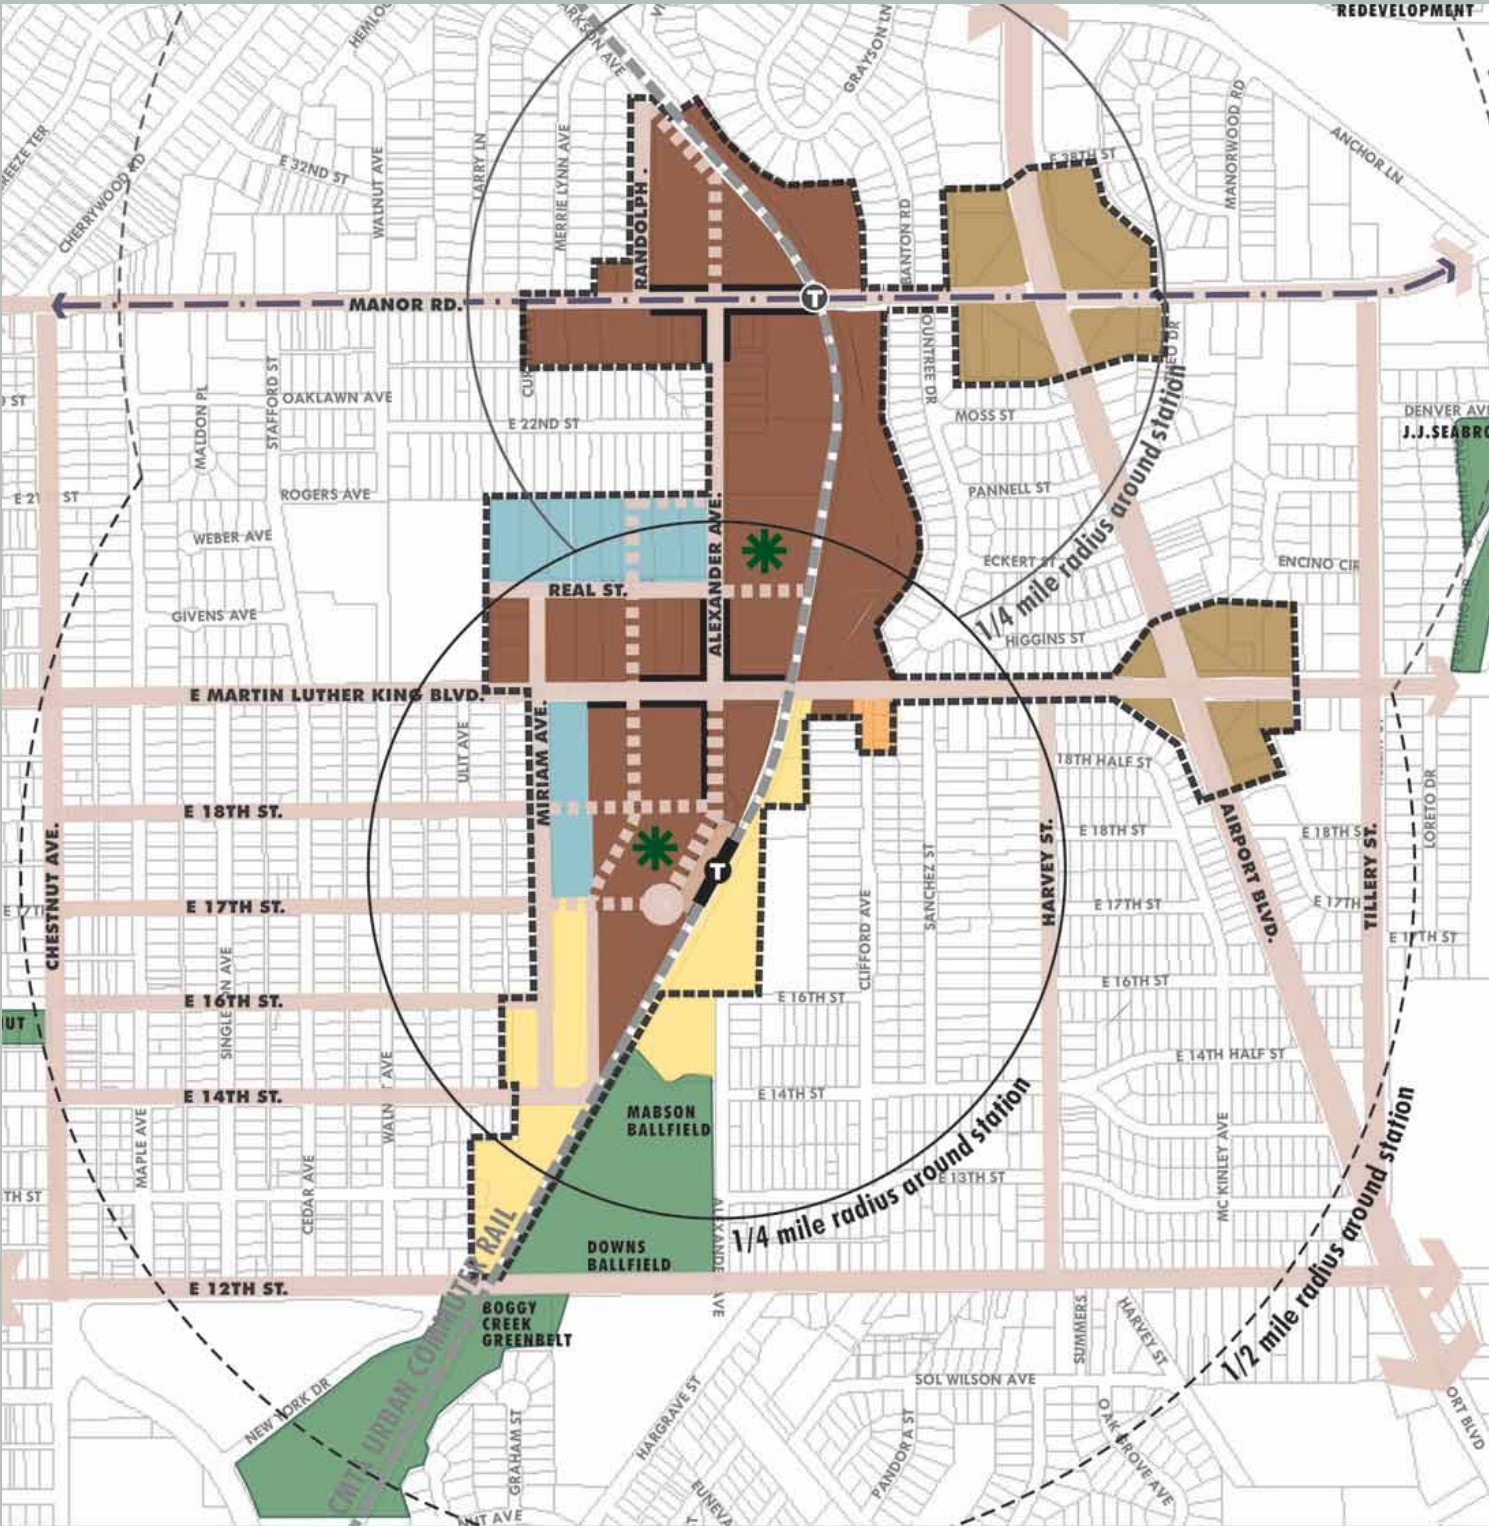 REDEVELOPMENT
GRAYSON LN
E 32ND ST
CHERRYWOOD RD
WALNUT AVE
LARRY LN
MERRIE LYNN AVE
RANDOLPH
BANTON RD
E 38TH ST
MANORWOOD RD
ANCHOR LN
MANOR RD.
T
MALDON PL
STAFFORD ST
OAKLAWN AVE
E 22ND ST
MOSS ST
DENVER AVE
ROGERS AVE
WEBER AVE
GIVENS AVE
PANNELL ST
ECKERT ST
ENCINO CIR
HIGGINS ST
1/4 mile radius around station
ALEXANDER AVE.
REAL ST.
E MARTIN LUTHER KING BLVD.
ULIT AVE
MIRIAM AVE.
18TH HALF ST
E 18TH ST.
E 18TH ST
E 18TH S
LORETO DR
CHESTNUT AVE.
HARVEY ST.
AIRPORT BLVD.
TILLERY ST.
T
SANCHEZ ST
CLIFFORD AVE
E 17TH ST.
E 17TH ST
E 17TH
E 17TH ST
E 16TH ST.
E 16TH ST
E 16TH ST
E 14TH HALF ST
E 14TH ST.
E 14TH ST
MAPLE AVE
CEDAR AVE
MABSON
BALLFIELD
E 13TH ST
MC KINLEY AVE
1/4 mile radius around station
1/2 mile radius around station
DOWNS
BALLFIELD
E 12TH ST.
BOGGY
CREEK
GREENBELT
CMTA URBAN COMMUTER RAIL
NEW YORK DR
GRAHAM ST
HARGRAVE ST
SOL WILSON AVE
SUMMERS
HARVEY ST
PANDORA ST
OAK GROVE AVE